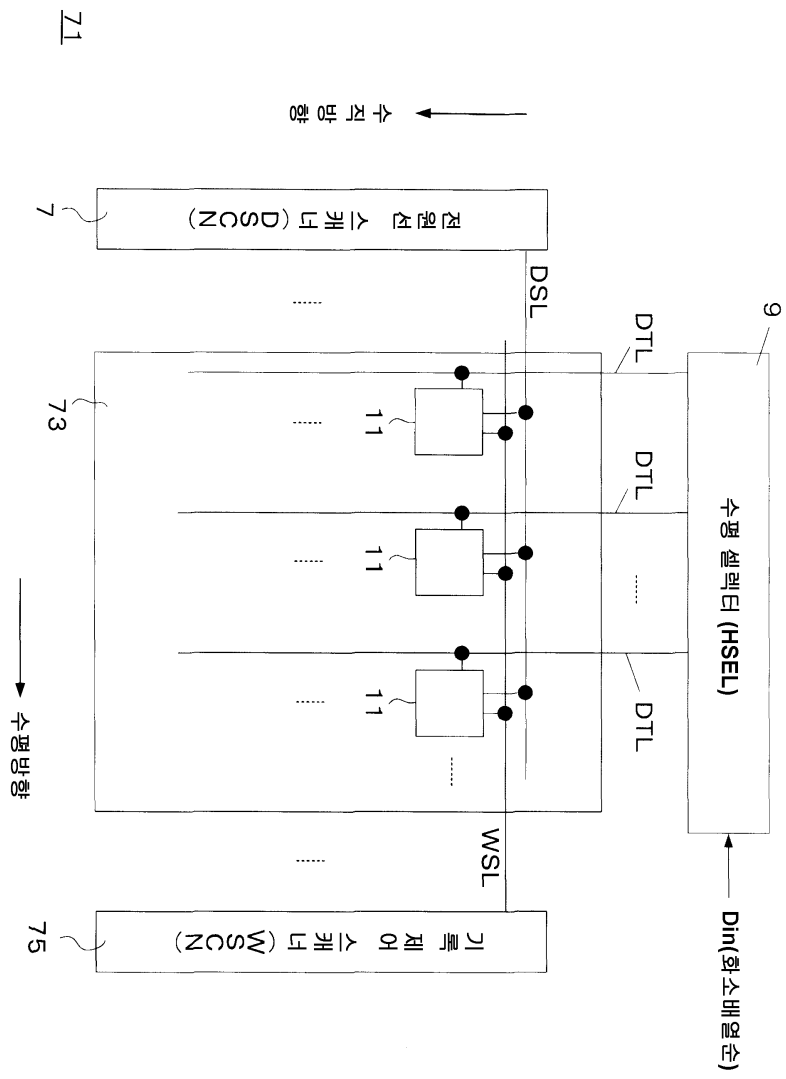 71
9
수평 셀렉터 (HSEL)
Din(화소배열순)
DTL
DTL
DTL
DSL
WSL
수직방향
7
전원선 스캐너 (DSCN)
11
11
11
73
75
기록 제어 스캐너 (WSCN)
수평방향